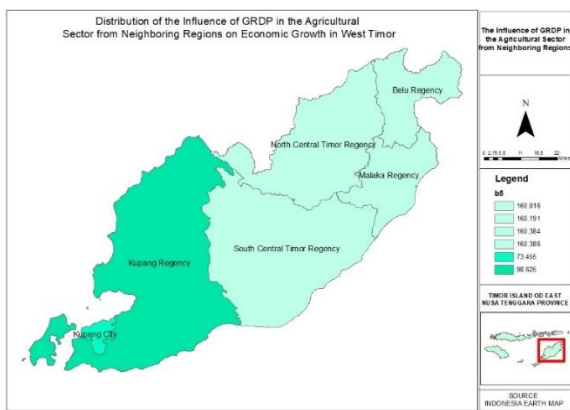 Distribution of the Influence of GRDP in the Agricultural
Sector from Neighboring Regions on Economic Growth in West Timor
Belu Regency
North Central Timor Regency
Malaka Regency
South Central Timor Regency
Kupang Regency
Kupang City
The Influence of GRDP in
the Agricultural Sector
from Neighboring Regions
N
Legend
b5
160.816
160.191
160.384
160.386
73.455
98.626
TIMOR ISLAND OD EAST
NUSA TENGGARA PROVINCE
SOURCE
INDONESIA EARTH MAP